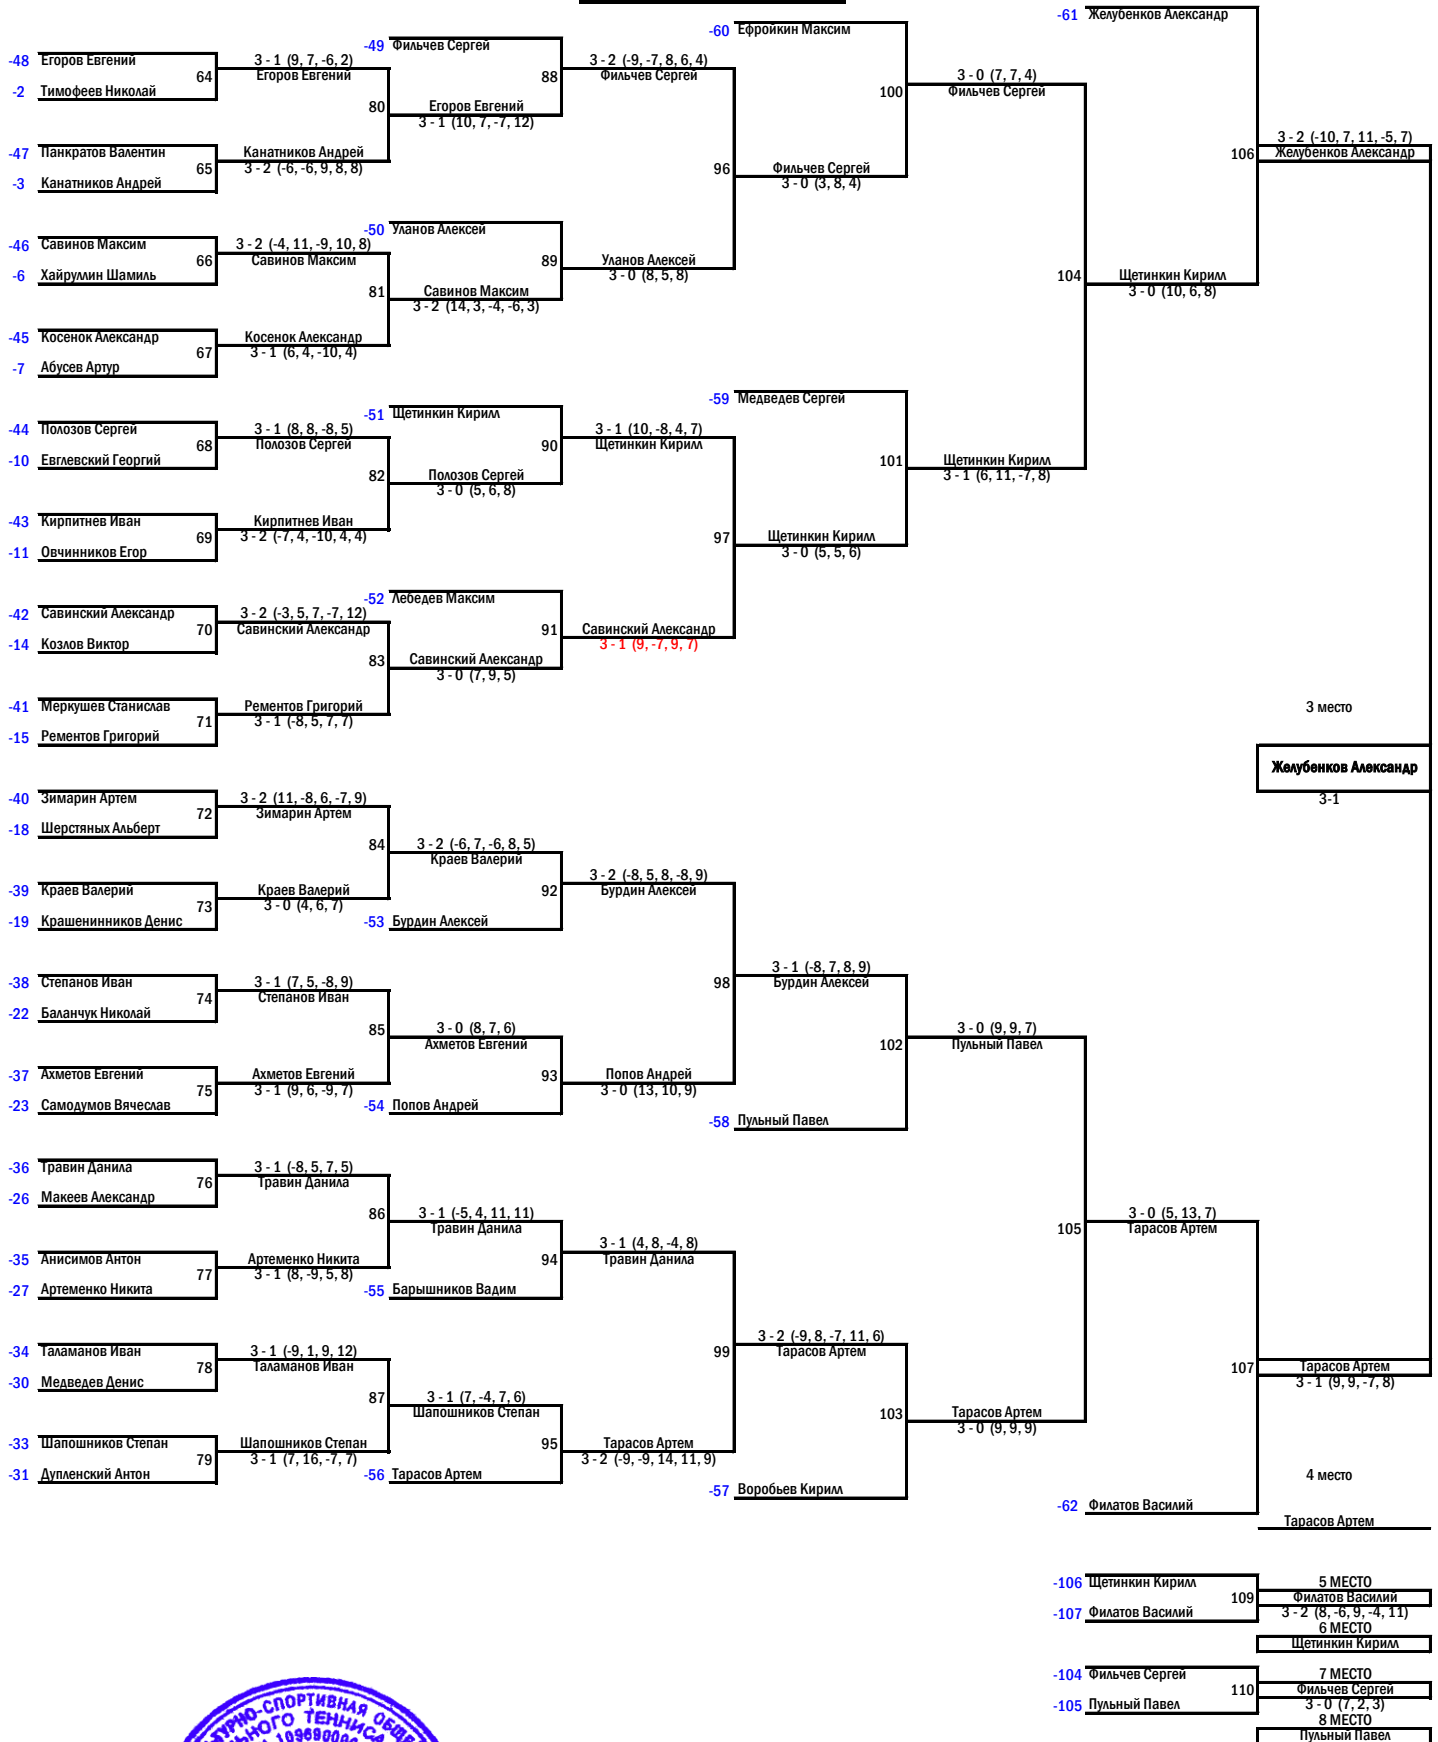 -61 Желубенков Александр
-60 Ефройкин Максим
-49 Фильчев Сергей
-48 Егоров Евгений
3 - 1 (9, 7, -6, 2)
3 - 2 (-9, -7, 8, 6, 4)
64
Егоров Евгений
88
Фильчев Сергей
3 - 0 (7, 7, 4)
-2 Тимофеев Николай
100
Фильчев Сергей
80
Егоров Евгений
3 - 1 (10, 7, -7, 12)
3 - 2 (-10, 7, 11, -5, 7)
-47 Панкратов Валентин
Канатников Андрей
106
Желубенков Александр
65
3 - 2 (-6, -6, 9, 8, 8)
96
Фильчев Сергей
-3 Канатников Андрей
3 - 0 (3, 8, 4)
-50 Уланов Алексей
-46 Савинов Максим
3 - 2 (-4, 11, -9, 10, 8)
66
Савинов Максим
89
Уланов Алексей
-6 Хайруллин Шамиль
3 - 0 (8, 5, 8)
104
Щетинкин Кирилл
81
Савинов Максим
3 - 0 (10, 6, 8)
3 - 2 (14, 3, -4, -6, 3)
-45 Косенок Александр
Косенок Александр
67
3 - 1 (6, 4, -10, 4)
-7 Абусев Артур
-59 Медведев Сергей
-51 Щетинкин Кирилл
-44 Полозов Сергей
3 - 1 (8, 8, -8, 5)
3 - 1 (10, -8, 4, 7)
68
Полозов Сергей
90
Щетинкин Кирилл
-10 Евглевский Георгий
101
Щетинкин Кирилл
82
Полозов Сергей
3 - 1 (6, 11, -7, 8)
3 - 0 (5, 6, 8)
-43 Кирпитнев Иван
Кирпитнев Иван
69
3 - 2 (-7, 4, -10, 4, 4)
97
Щетинкин Кирилл
-11 Овчинников Егор
3 - 0 (5, 5, 6)
-52 Лебедев Максим
-42 Савинский Александр
3 - 2 (-3, 5, 7, -7, 12)
70
Савинский Александр
91
Савинский Александр
-14 Козлов Виктор
3 - 1 (9, -7, 9, 7)
83
Савинский Александр
3 - 0 (7, 9, 5)
-41 Меркушев Станислав
Рементов Григорий
3 место
71
3 - 1 (-8, 5, 7, 7)
-15 Рементов Григорий
Желубенков Александр
-40 Зимарин Артем
3 - 2 (11, -8, 6, -7, 9)
3-1
72
Зимарин Артем
-18 Шерстяных Альберт
84
3 - 2 (-6, 7, -6, 8, 5)
Краев Валерий
3 - 2 (-8, 5, 8, -8, 9)
-39 Краев Валерий
Краев Валерий
92
Бурдин Алексей
73
3 - 0 (4, 6, 7)
-19 Крашенинников Денис
-53 Бурдин Алексей
3 - 1 (-8, 7, 8, 9)
-38 Степанов Иван
3 - 1 (7, 5, -8, 9)
98
Бурдин Алексей
74
Степанов Иван
-22 Баланчук Николай
85
3 - 0 (8, 7, 6)
3 - 0 (9, 9, 7)
Ахметов Евгений
102
Пульный Павел
-37 Ахметов Евгений
Ахметов Евгений
93
Попов Андрей
75
3 - 1 (9, 6, -9, 7)
3 - 0 (13, 10, 9)
-23 Самодумов Вячеслав
-54 Попов Андрей
-58 Пульный Павел
-36 Травин Данила
3 - 1 (-8, 5, 7, 5)
76
Травин Данила
-26 Макеев Александр
86
3 - 1 (-5, 4, 11, 11)
3 - 0 (5, 13, 7)
Травин Данила
105
Тарасов Артем
3 - 1 (4, 8, -4, 8)
-35 Анисимов Антон
Артеменко Никита
94
Травин Данила
77
3 - 1 (8, -9, 5, 8)
-27 Артеменко Никита
-55 Барышников Вадим
3 - 2 (-9, 8, -7, 11, 6)
-34 Таламанов Иван
3 - 1 (-9, 1, 9, 12)
99
Тарасов Артем
78
Таламанов Иван
107
Тарасов Артем
-30 Медведев Денис
3 - 1 (9, 9, -7, 8)
87
3 - 1 (7, -4, 7, 6)
Шапошников Степан
103
Тарасов Артем
3 - 0 (9, 9, 9)
-33 Шапошников Степан
Шапошников Степан
95
Тарасов Артем
79
3 - 1 (7, 16, -7, 7)
3 - 2 (-9, -9, 14, 11, 9)
-31 Дупленский Антон
-56 Тарасов Артем
4 место
-57 Воробьев Кирилл
-62 Филатов Василий
Тарасов Артем
-106 Щетинкин Кирилл
5 МЕСТО
109
Филатов Василий
-107 Филатов Василий
3 - 2 (8, -6, 9, -4, 11)
6 МЕСТО
Щетинкин Кирилл
-104 Фильчев Сергей
7 МЕСТО
110
Фильчев Сергей
-105 Пульный Павел
3 - 0 (7, 2, 3)
8 МЕСТО
Пульный Павел